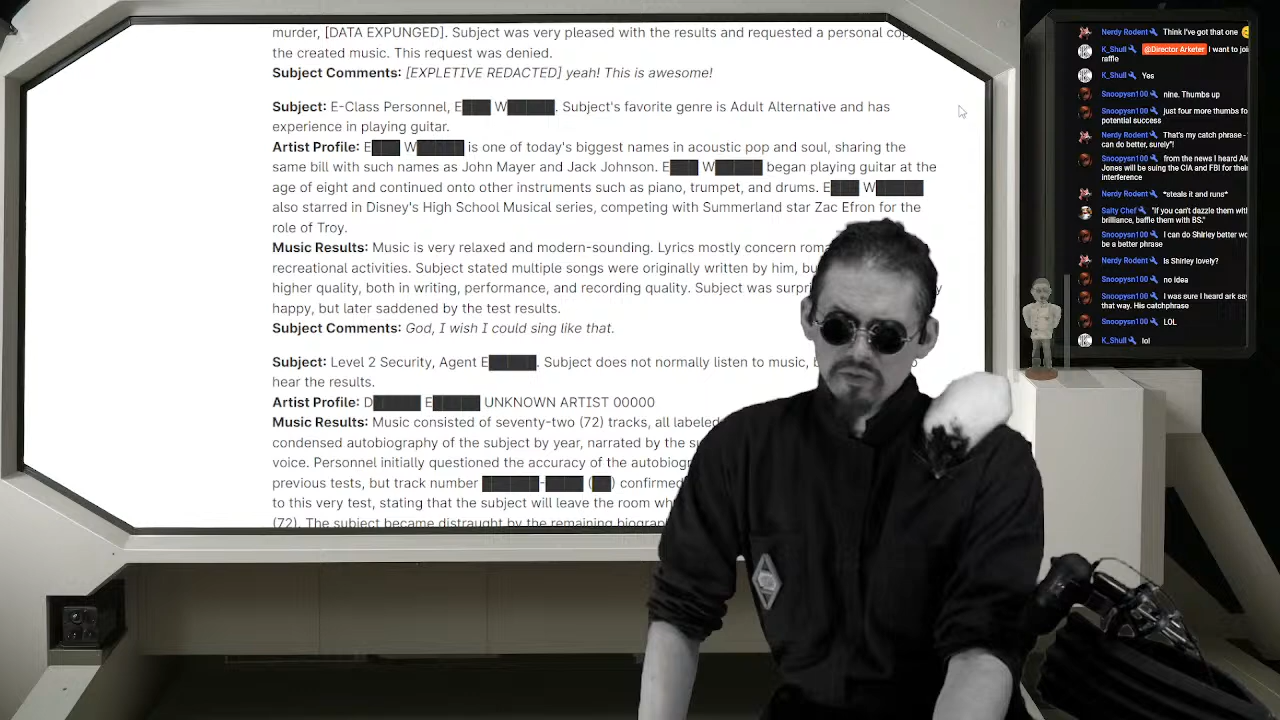 murder, [DATA EXPUNGED]. Subject was very pleased with the results and requested a personal copy
the created music. This request was denied.
Subject Comments: [EXPLETIVE REDACTED] yeah! This is awesome!
Subject: E-Class Personnel, E███ W█████. Subject's favorite genre is Adult Alternative and has
experience in playing guitar.
Artist Profile: E███ W█████ is one of today's biggest names in acoustic pop and soul, sharing the
same bill with such names as John Mayer and Jack Johnson. E███ W█████ began playing guitar at the
age of eight and continued onto other instruments such as piano, trumpet, and drums. E███ W█████
also starred in Disney's High School Musical series, competing with Summerland star Zac Efron for the
role of Troy.
Music Results: Music is very relaxed and modern-sounding. Lyrics mostly concern
recreational activities. Subject stated multiple songs were originally written by him,
higher quality, both in writing, performance, and recording quality. Subject was
happy, but later saddened by the test results.
Subject Comments: God, I wish I could sing like that.
Subject: Level 2 Security, Agent E█████. Subject does not normally listen to music,
hear the results.
Artist Profile: D█████ E█████ UNKNOWN ARTIST 00000
Music Results: Music consisted of seventy-two (72) tracks, all labeled
condensed autobiography of the subject by year, narrated by the
voice. Personnel initially questioned the accuracy of the
previous tests, but track number ██████-████ (██) confirmed
to this very test, stating that the subject will leave the room
(72). The subject became distraught by the remaining
Nerdy Rodent Think I've got that one
K_Shull @Director Arketer I want to
raffle
K_Shull Yes
Snoopysn100 nine. Thumbs up
Snoopysn100 just four more thumbs
potential success
Nerdy Rodent That's my catch phrase -
can do better, surely"!
Snoopysn100 from the news I heard
Jones will be suing the CIA and FBI for
interference
Nerdy Rodent *steals it and runs*
Salty Chef "If you can't dazzle them
brilliance, baffle them with BS."
Snoopysn100 I can do Shirley better
be a better phrase
Nerdy Rodent Is Shirley lovely?
Snoopysn100 no idea
Snoopysn100 I was sure I heard ark
that way. His catchphrase
Snoopysn100 LOL
K_Shull lol